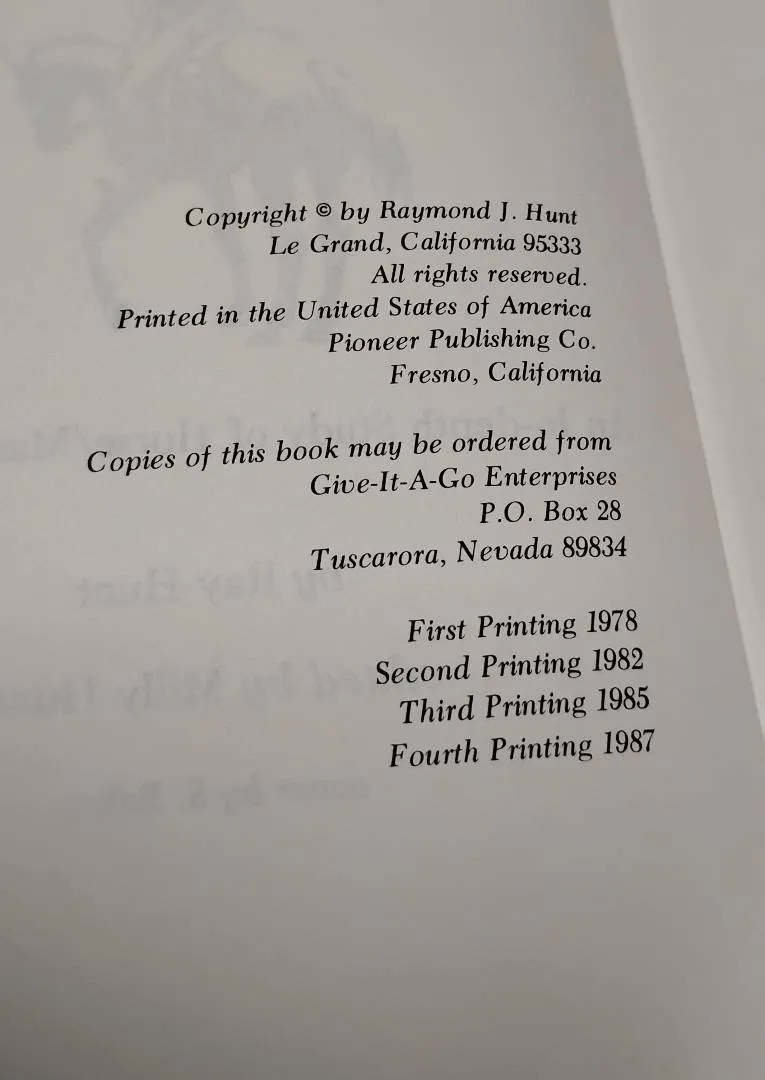 Copyright © by Raymond J. Hunt
Le Grand, California 95333
All rights reserved.
Printed in the United States of America
Pioneer Publishing Co.
Fresno, California
Copies of this book may be ordered from
Give-It-A-Go Enterprises
P.O. Box 28
Tuscarora, Nevada 89834
First Printing 1978
Second Printing 1982
Third Printing 1985
Fourth Printing 1987